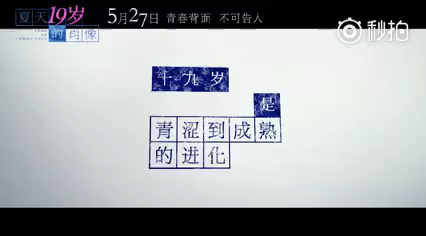 夏天19岁
的肖像
5月27日 青春背面 不可告人
秒拍
十九岁
是
青涩到成熟
的进化